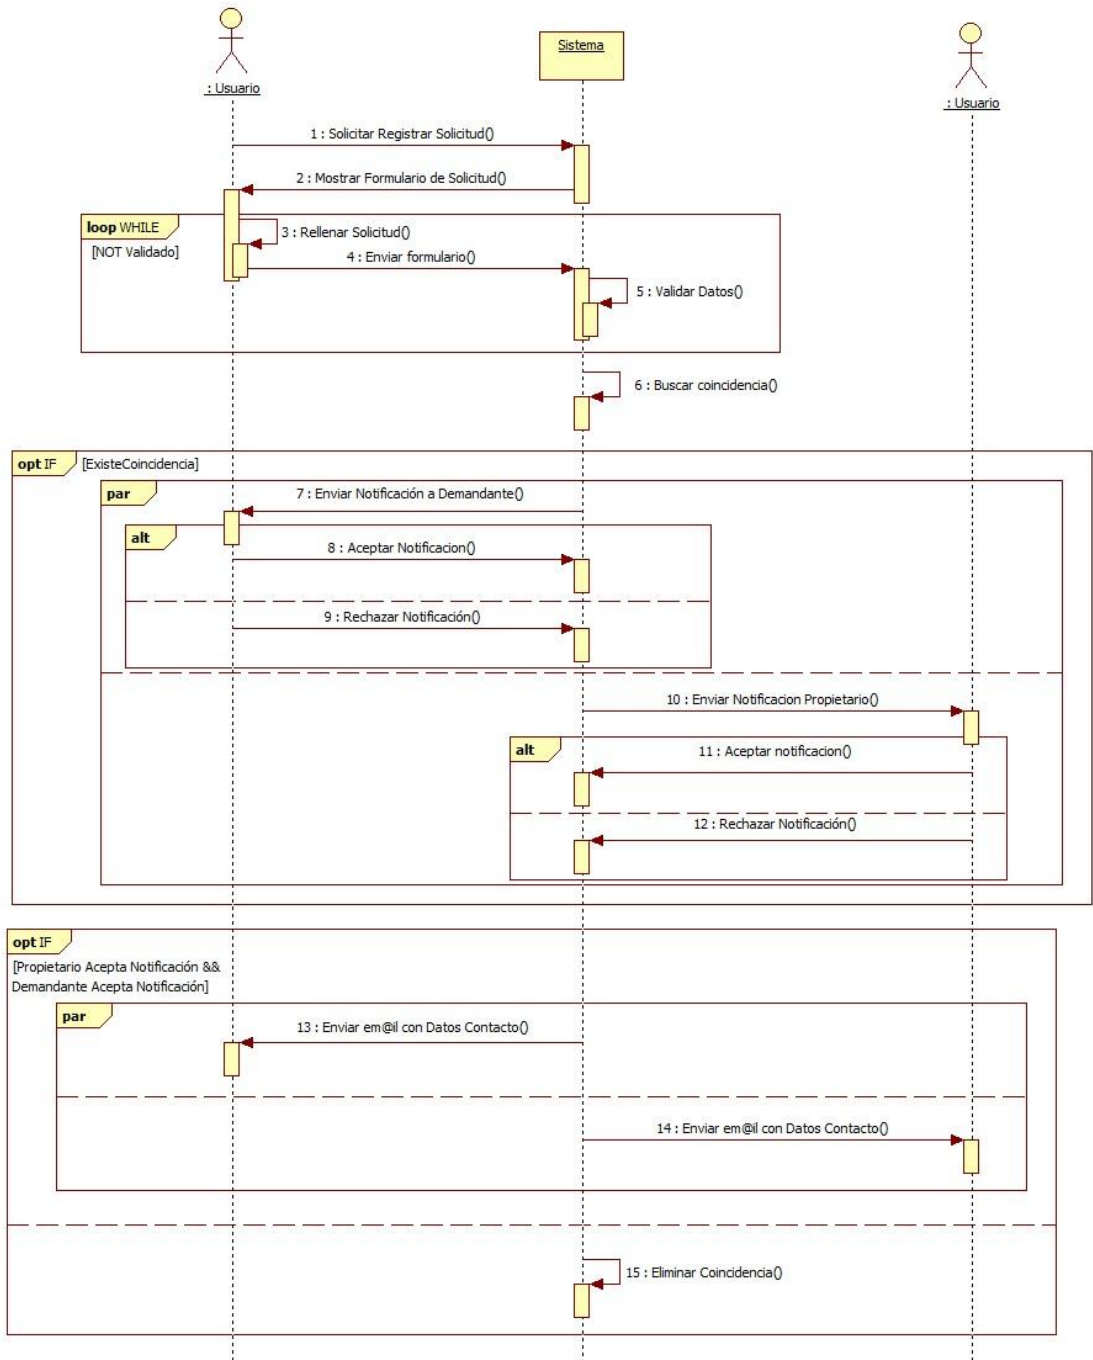 Sistema
: Usuario
: Usuario
1 : Solicitar Registrar Solicitud()
2 : Mostrar Formulario de Solicitud()
loop WHILE
[NOT Validado]
3 : Rellenar Solicitud()
4 : Enviar formulario()
5 : Validar Datos()
6 : Buscar coincidencia()
opt IF
[ExisteCoincidencia]
par
7 : Enviar Notificación a Demandante()
alt
8 : Aceptar Notificacion()
9 : Rechazar Notificación()
10 : Enviar Notificacion Propietario()
alt
11 : Aceptar notificacion()
12 : Rechazar Notificación()
opt IF
[Propietario Acepta Notificación &&
Demandante Acepta Notificación]
par
13 : Enviar em@il con Datos Contacto()
14 : Enviar em@il con Datos Contacto()
15 : Eliminar Coincidencia()